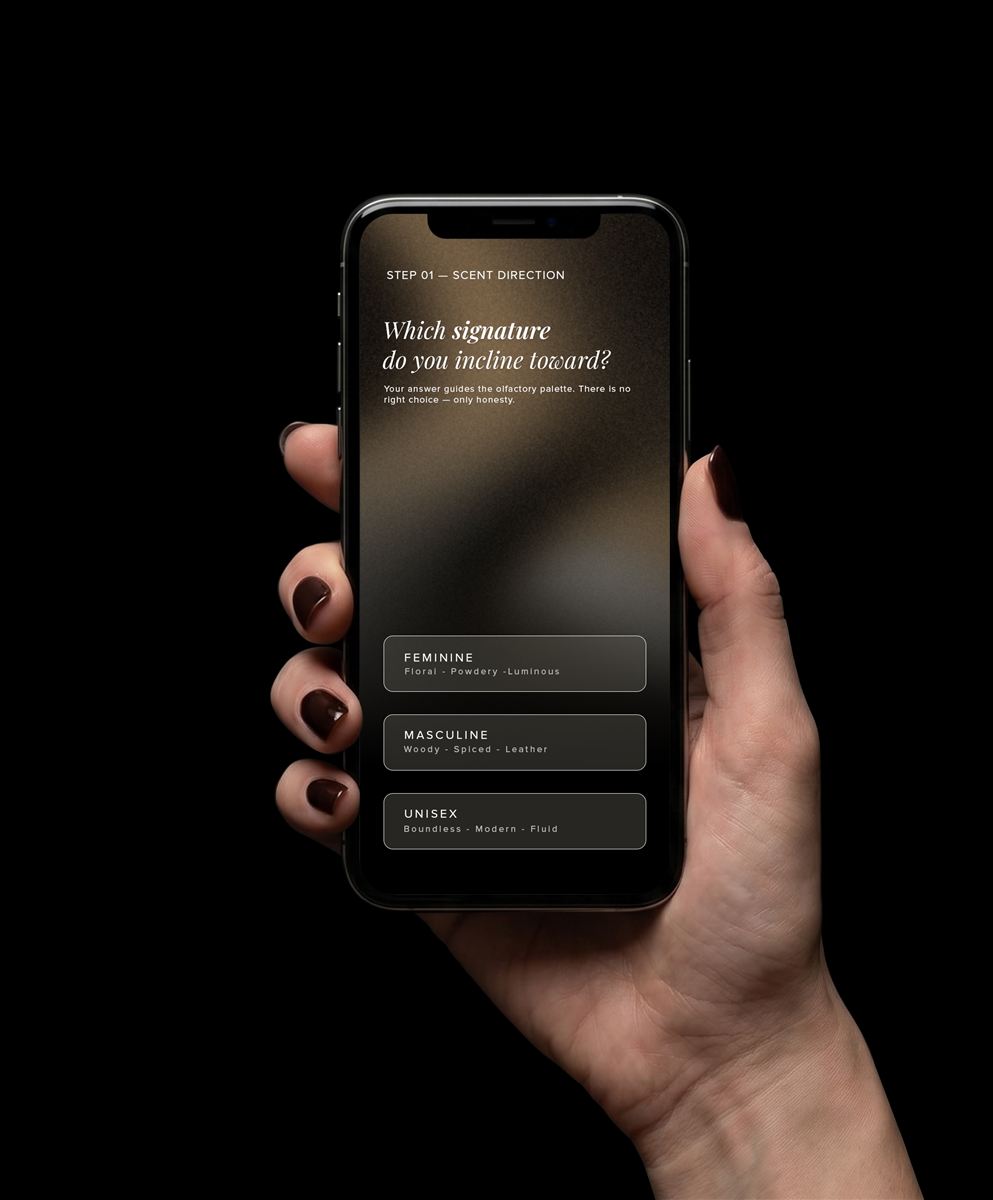 STEP 01 — SCENT DIRECTION
Which signature
do you incline toward?
Your answer guides the olfactory palette. There is no
right choice — only honesty.
FEMININE
Floral - Powdery -Luminous
MASCULINE
Woody - Spiced - Leather
UNISEX
Boundless - Modern - Fluid